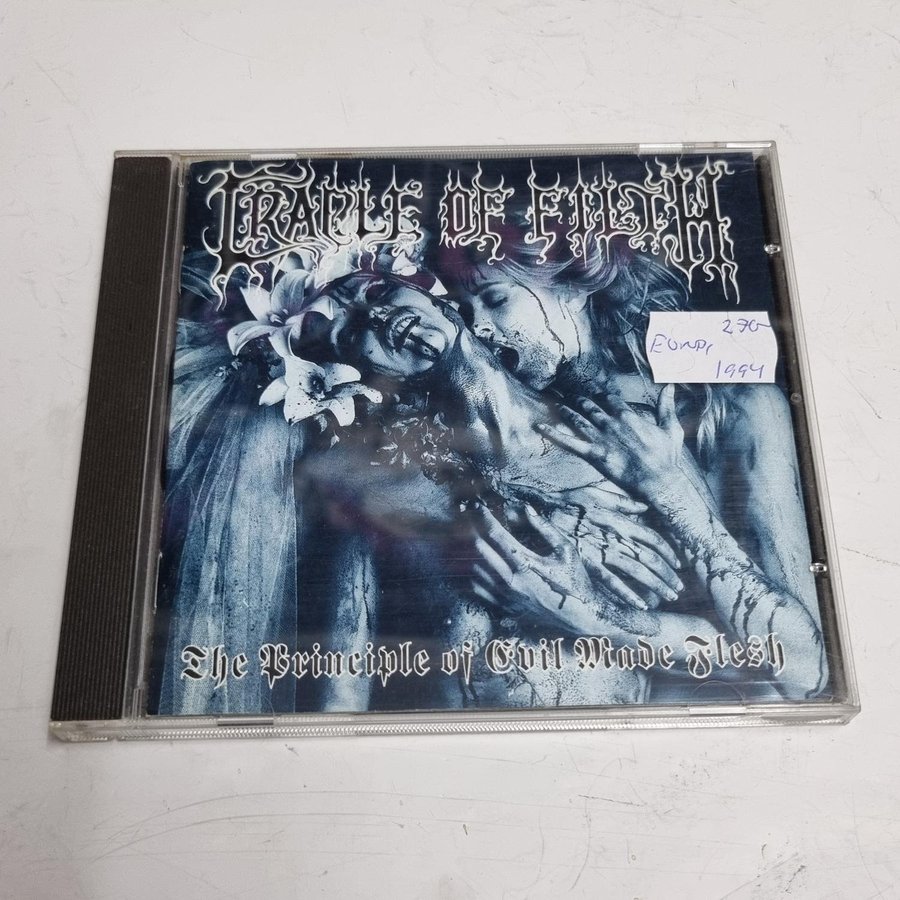 CRADLE OF FILTH
270-
Europ,
1994
The Principle of Evil Made Flesh